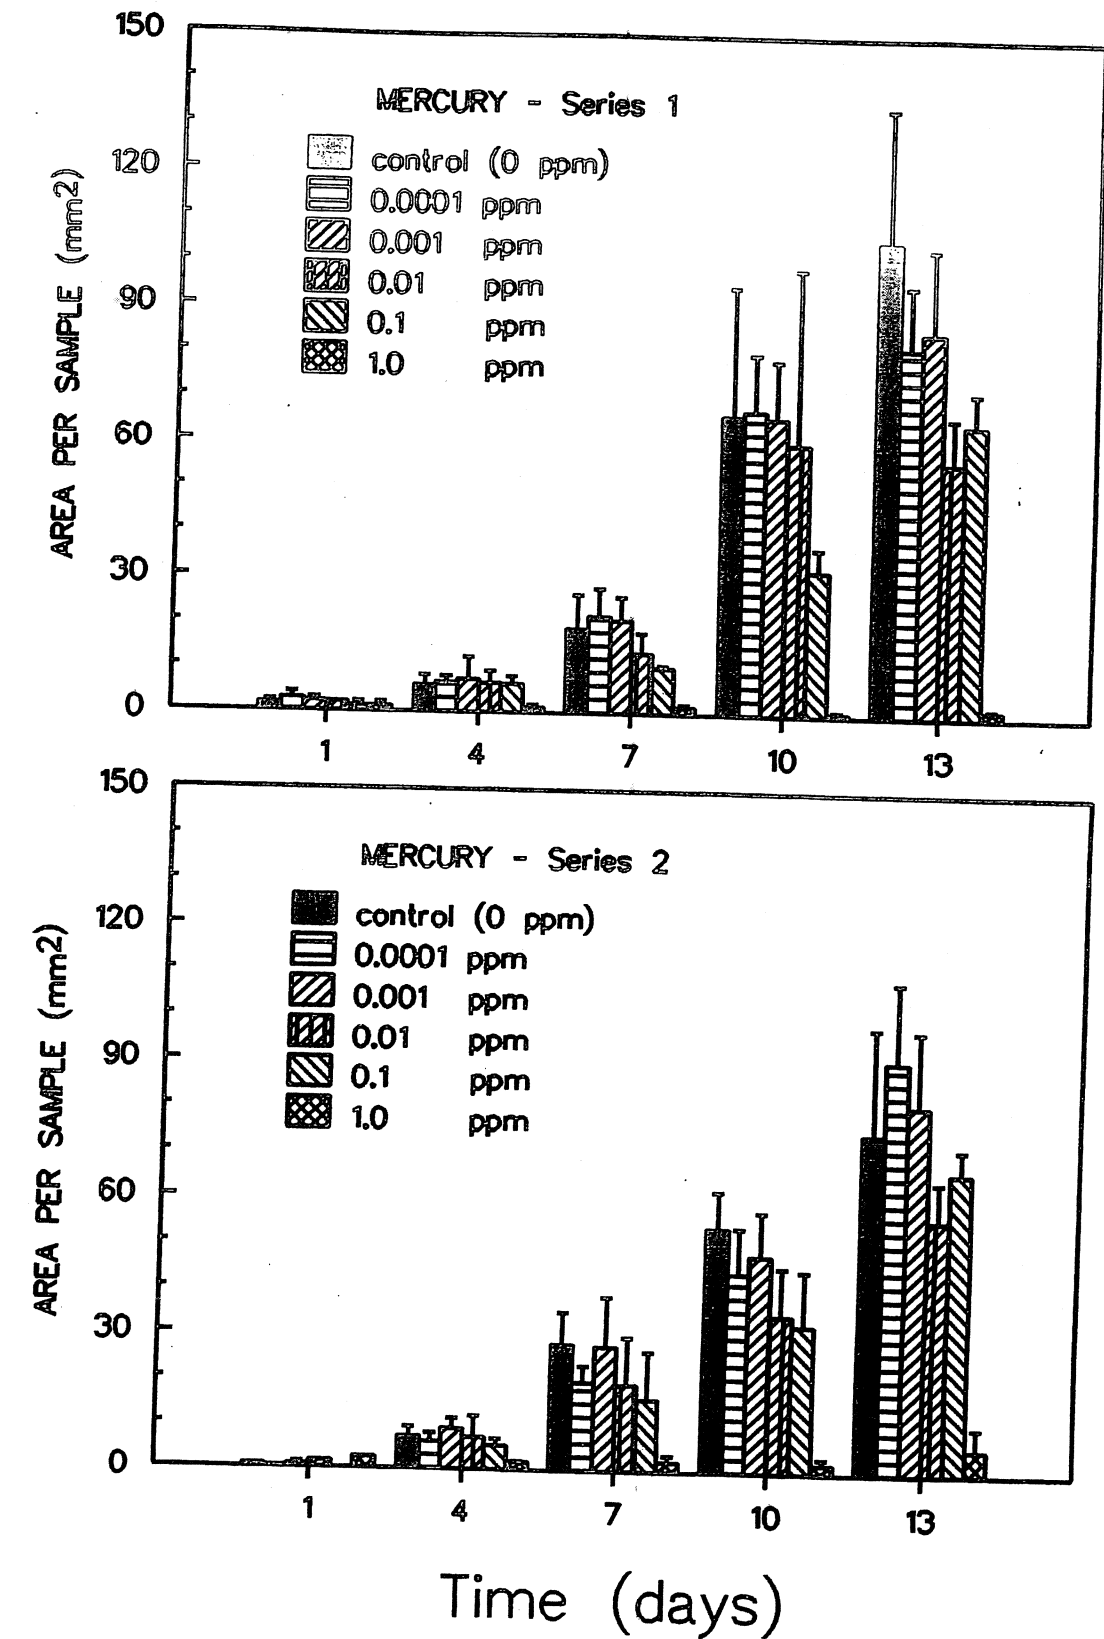 150
120
90
60
30
0
AREA PER SAMPLE (mm2)
MERCURY - Series 1
control (0 ppm)
0.0001 ppm
0.001 ppm
0.01 ppm
0.1 ppm
1.0 ppm
1 4 7 10 13
150
120
90
60
30
0
AREA PER SAMPLE (mm2)
MERCURY - Series 2
control (0 ppm)
0.0001 ppm
0.001 ppm
0.01 ppm
0.1 ppm
1.0 ppm
1 4 7 10 13
Time (days)